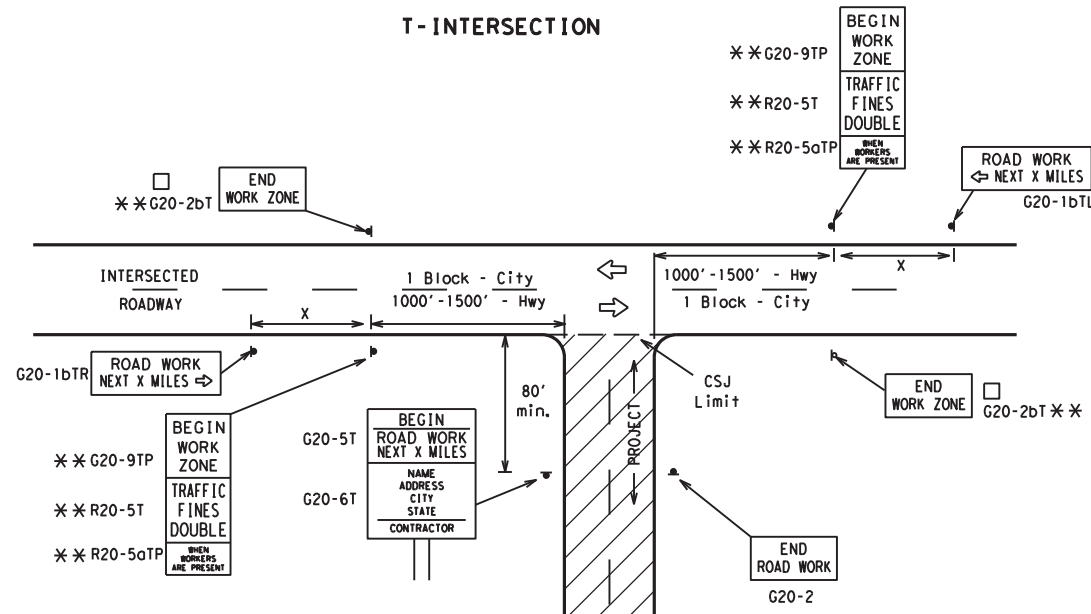 T-INTERSECTION
BEGIN
WORK
ZONE
TRAFFIC
FINES
DOUBLE
WHEN
WORKERS
ARE PRESENT
**G20-9TP
**R20-5T
**R20-5aTP
ROAD WORK
⇦ NEXT X MILES
G20-1bTL
□
**G20-2bT
END
WORK ZONE
INTERSECTED
ROADWAY
1 Block - City
1000'-1500' - Hwy
1000'-1500' - Hwy
1 Block - City
X
X
G20-1bTR
ROAD WORK
NEXT X MILES ⇨
80'
min.
CSJ
Limit
PROJECT
END
WORK ZONE
□
G20-2bT **
**G20-9TP
**R20-5T
**R20-5aTP
BEGIN
WORK
ZONE
TRAFFIC
FINES
DOUBLE
WHEN
WORKERS
ARE PRESENT
G20-5T
G20-6T
BEGIN
ROAD WORK
NEXT X MILES
NAME
ADDRESS
CITY
STATE
CONTRACTOR
END
ROAD WORK
G20-2